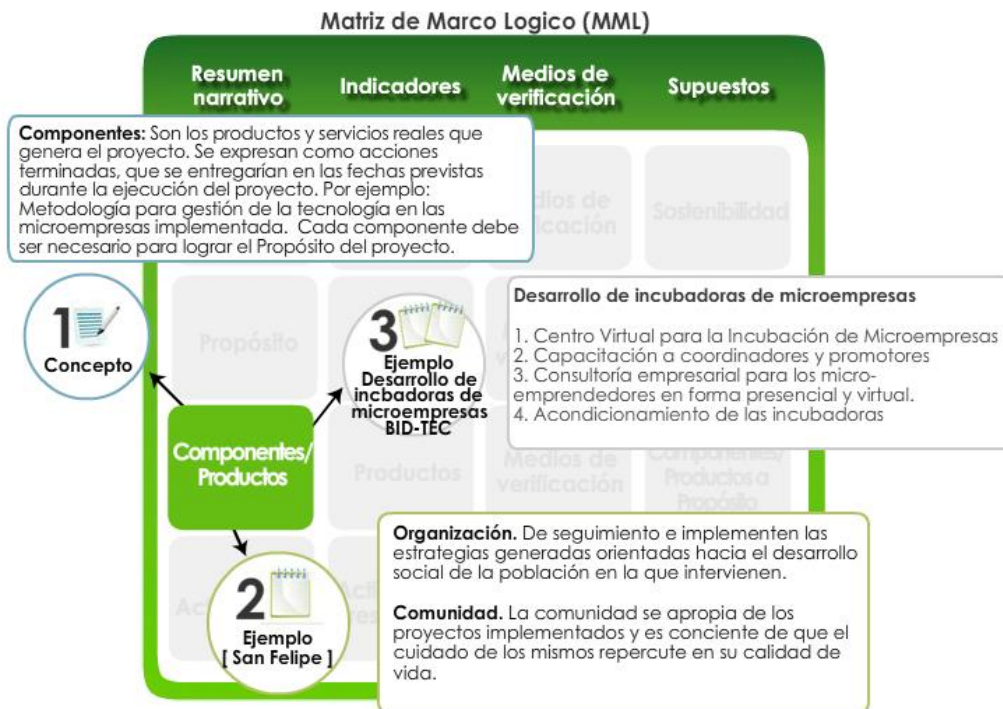 Matriz de Marco Logico (MML)
Resumen
narrativo
Indicadores
Medios de
verificación
Supuestos
Componentes: Son los productos y servicios reales que
genera el proyecto. Se expresan como acciones
terminadas, que se entregarían en las fechas previstas
durante la ejecución del proyecto. Por ejemplo:
Metodología para gestión de la tecnología en las
microempresas implementada. Cada componente debe
ser necesario para lograr el Propósito del proyecto.
Sostenibilidad
1
Concepto
Propósito
3
Ejemplo
Desarrollo de
incbadoras de
microempresas
BID-TEC
Desarrollo de incubadoras de microempresas
1. Centro Virtual para la Incubación de Microempresas
2. Capacitación a coordinadores y promotores
3. Consultoría empresarial para los micro-
emprendedores en forma presencial y virtual.
4. Acondicionamiento de las incubadoras
Componentes/
Productos
Productos
Medios de
verificación
Componentes/
Productos a
Propósito
2
Ejemplo
[ San Felipe ]
Organización. De seguimiento e implementen las
estrategias generadas orientadas hacia el desarrollo
social de la población en la que intervienen.
Comunidad. La comunidad se apropia de los
proyectos implementados y es conciente de que el
cuidado de los mismos repercute en su calidad de
vida.